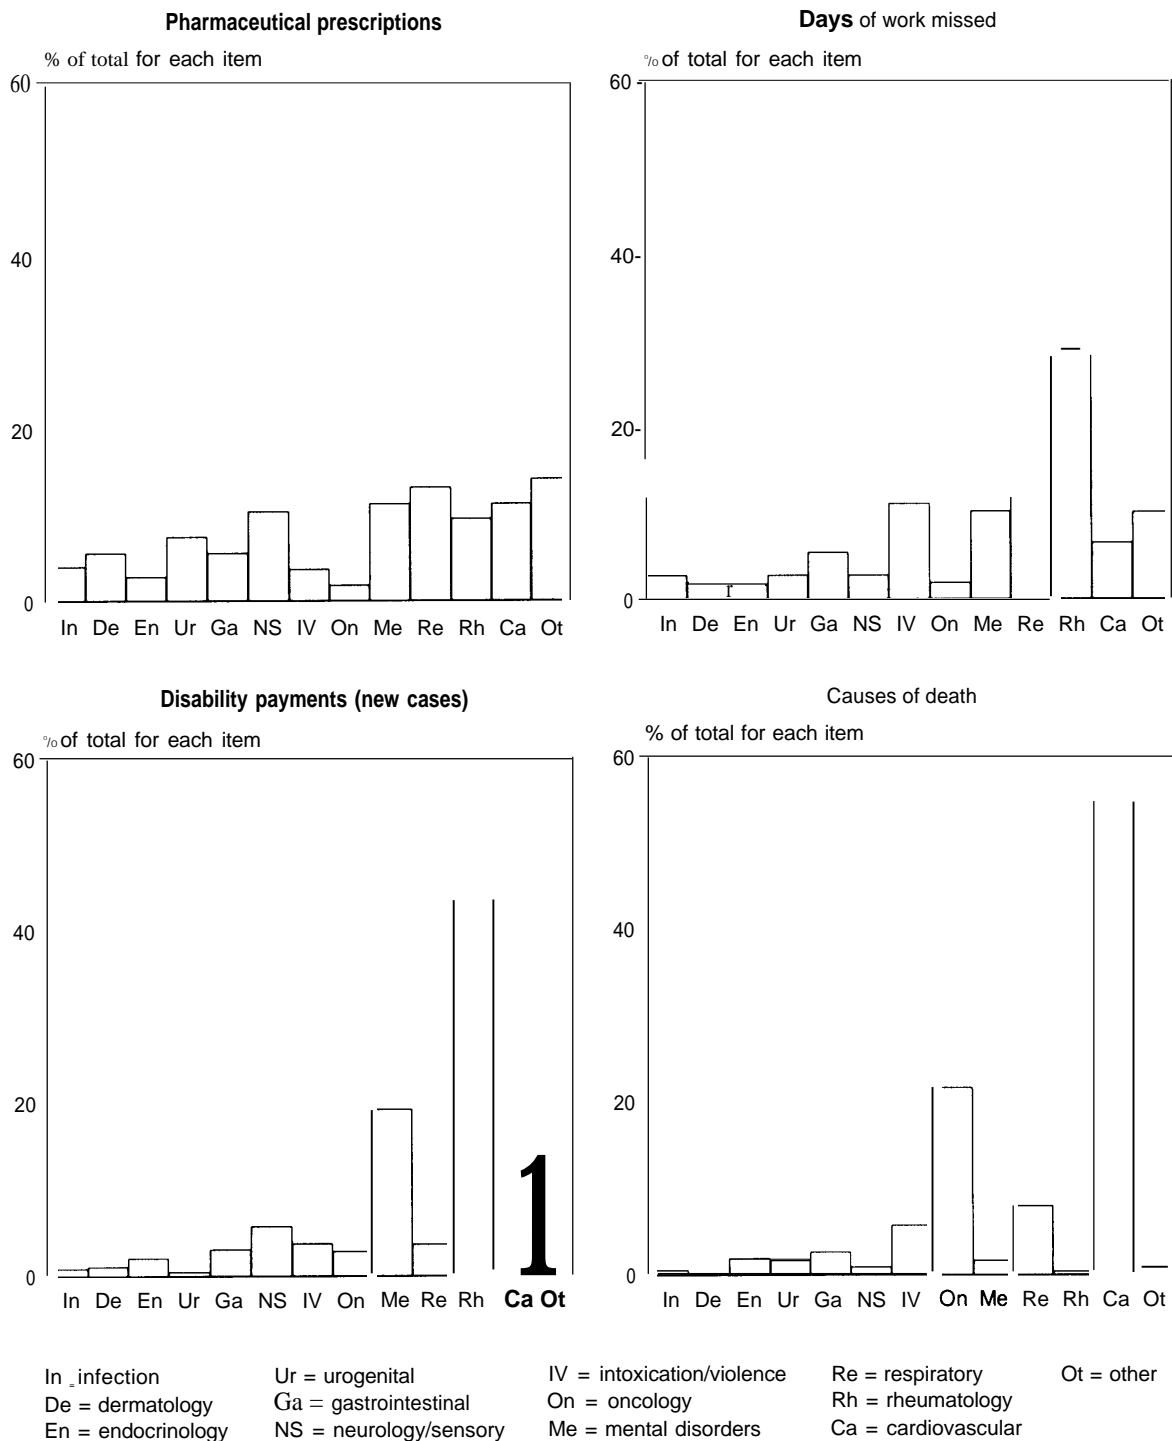 Pharmaceutical prescriptions
% of total for each item
60
40
20
0
In De En Ur Ga NS IV On Me Re Rh Ca Ot
Days of work missed
% of total for each item
60 -
40-
20-
0
In De En Ur Ga NS IV On Me Re Rh Ca Ot
Disability payments (new cases)
% of total for each item
60
40
20
0
1
In De En Ur Ga NS IV On Me Re Rh Ca Ot
Causes of death
% of total for each item
60
40
20
0
In De En Ur Ga NS IV On Me Re Rh Ca Ot
In = infection
De = dermatology
En = endocrinology
Ur = urogenital
Ga = gastrointestinal
NS = neurology/sensory
IV = intoxication/violence
On = oncology
Me = mental disorders
Re = respiratory
Rh = rheumatology
Ca = cardiovascular
Ot = other